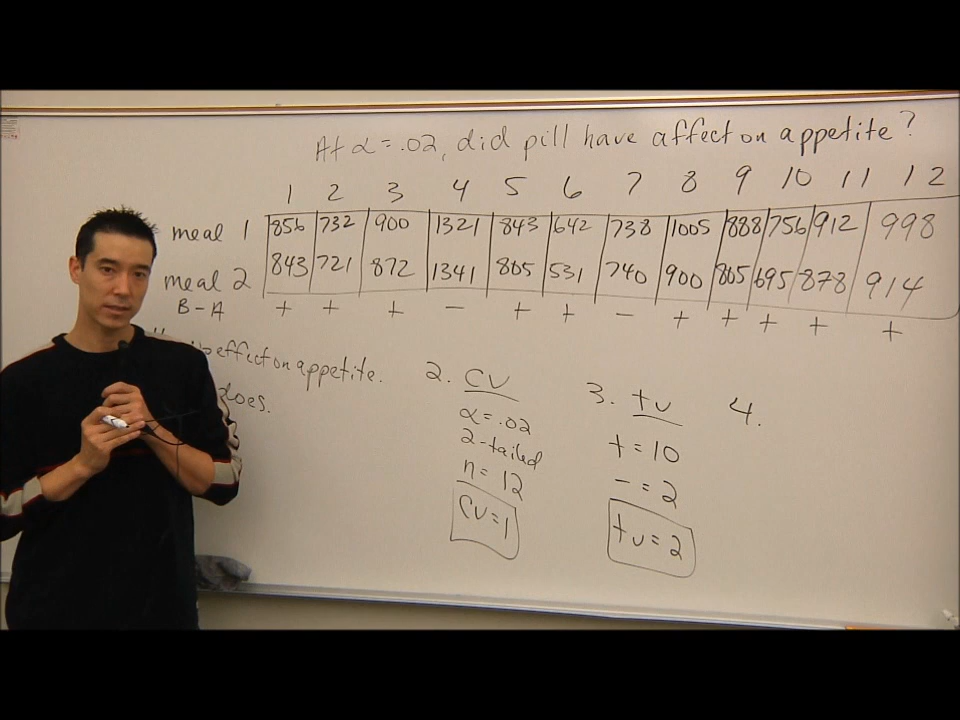 At α = .02, did pill have affect on appetite?
1 2 3 4 5 6 7 8 9 10 11 12
meal 1 856 732 900 1321 843 642 738 1005 888 756 912 998
meal 2 843 721 872 1341 805 531 740 900 805 695 878 914
B - A + + + - + + - + + + + +
effect on appetite.
does.
2. CV
α = .02
2-tailed
n = 12
CV = 1
3. tv
+ = 10
- = 2
tv = 2
4.